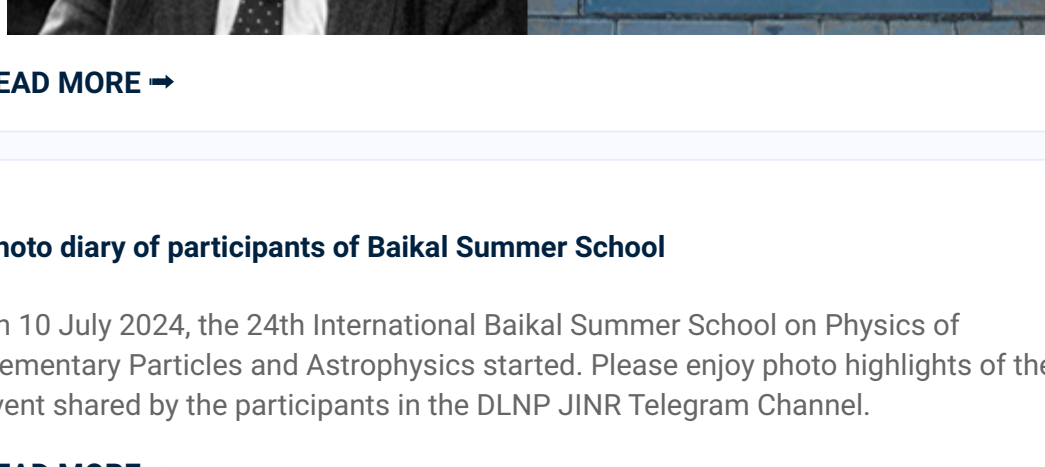 EAD MORE ➡
hoto diary of participants of Baikal Summer School
n 10 July 2024, the 24th International Baikal Summer School on Physics of
ementary Particles and Astrophysics started. Please enjoy photo highlights of the
vent shared by the participants in the DLNP JINR Telegram Channel.
EAD MORE